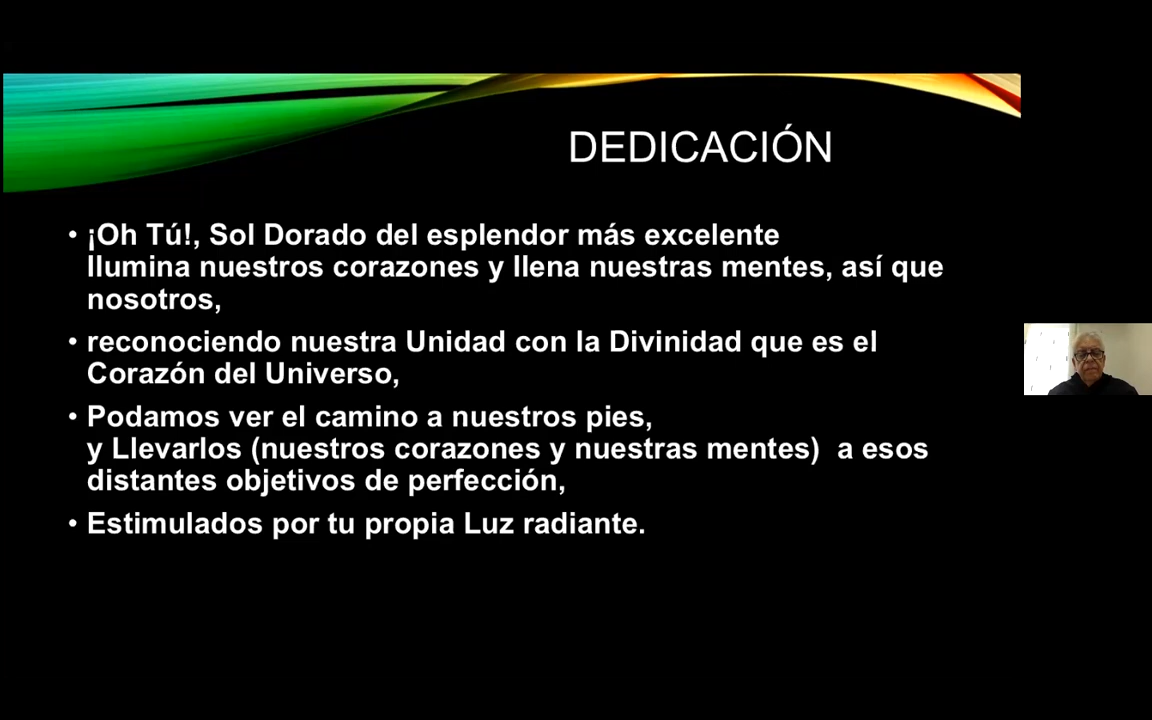 DEDICACIÓN
• ¡Oh Tú!, Sol Dorado del esplendor más excelente
Ilumina nuestros corazones y llena nuestras mentes, así que
nosotros,
• reconociendo nuestra Unidad con la Divinidad que es el
Corazón del Universo,
• Podamos ver el camino a nuestros pies,
y Llevarlos (nuestros corazones y nuestras mentes)  a esos
distantes objetivos de perfección,
• Estimulados por tu propia Luz radiante.